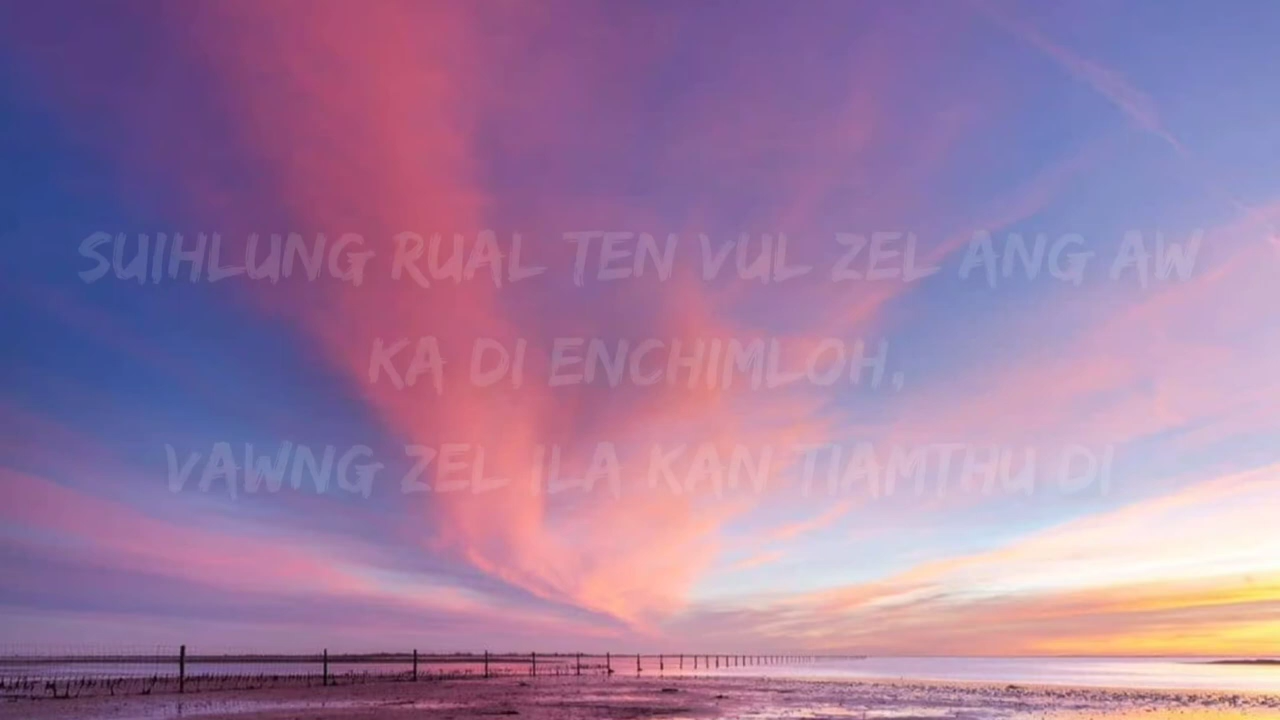 SUIHLUNG RUAL TEN VUL ZEL ANG AW
KA DI ENCHIMLOH,
VAWNG ZEL ILA KAN TIAMTHU DI